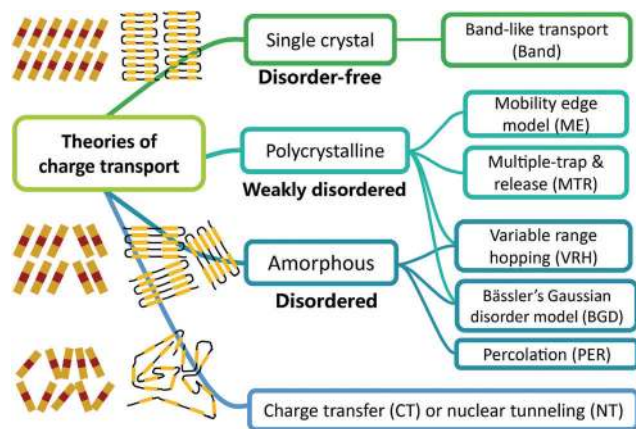 Single crystal
Disorder-free
Band-like transport
(Band)
Theories of
charge transport
Polycrystalline
Weakly disordered
Mobility edge
model (ME)
Multiple-trap &
release (MTR)
Amorphous
Disordered
Variable range
hopping (VRH)
Bässler's Gaussian
disorder model (BGD)
Percolation (PER)
Charge transfer (CT) or nuclear tunneling (NT)